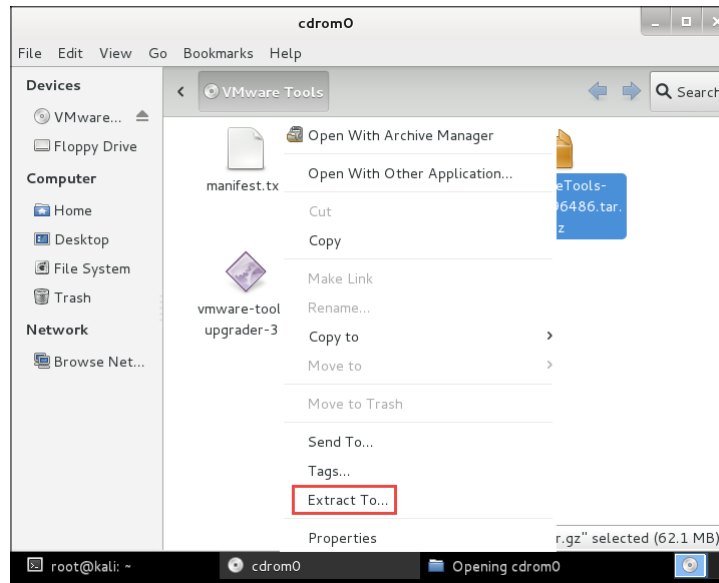 cdrom0
File Edit View Go Bookmarks Help
Devices
VMware...
Floppy Drive
Computer
Home
Desktop
File System
Trash
Network
Browse Net...
VMware Tools
Search
manifest.tx
eTools-
96486.tar.
z
vmware-tool
upgrader-3
Open With Archive Manager
Open With Other Application...
Cut
Copy
Make Link
Rename...
Copy to
Move to
Move to Trash
Send To...
Tags...
Extract To...
Properties
r.gz" selected (62.1 MB)
root@kali: ~
cdrom0
Opening cdrom0